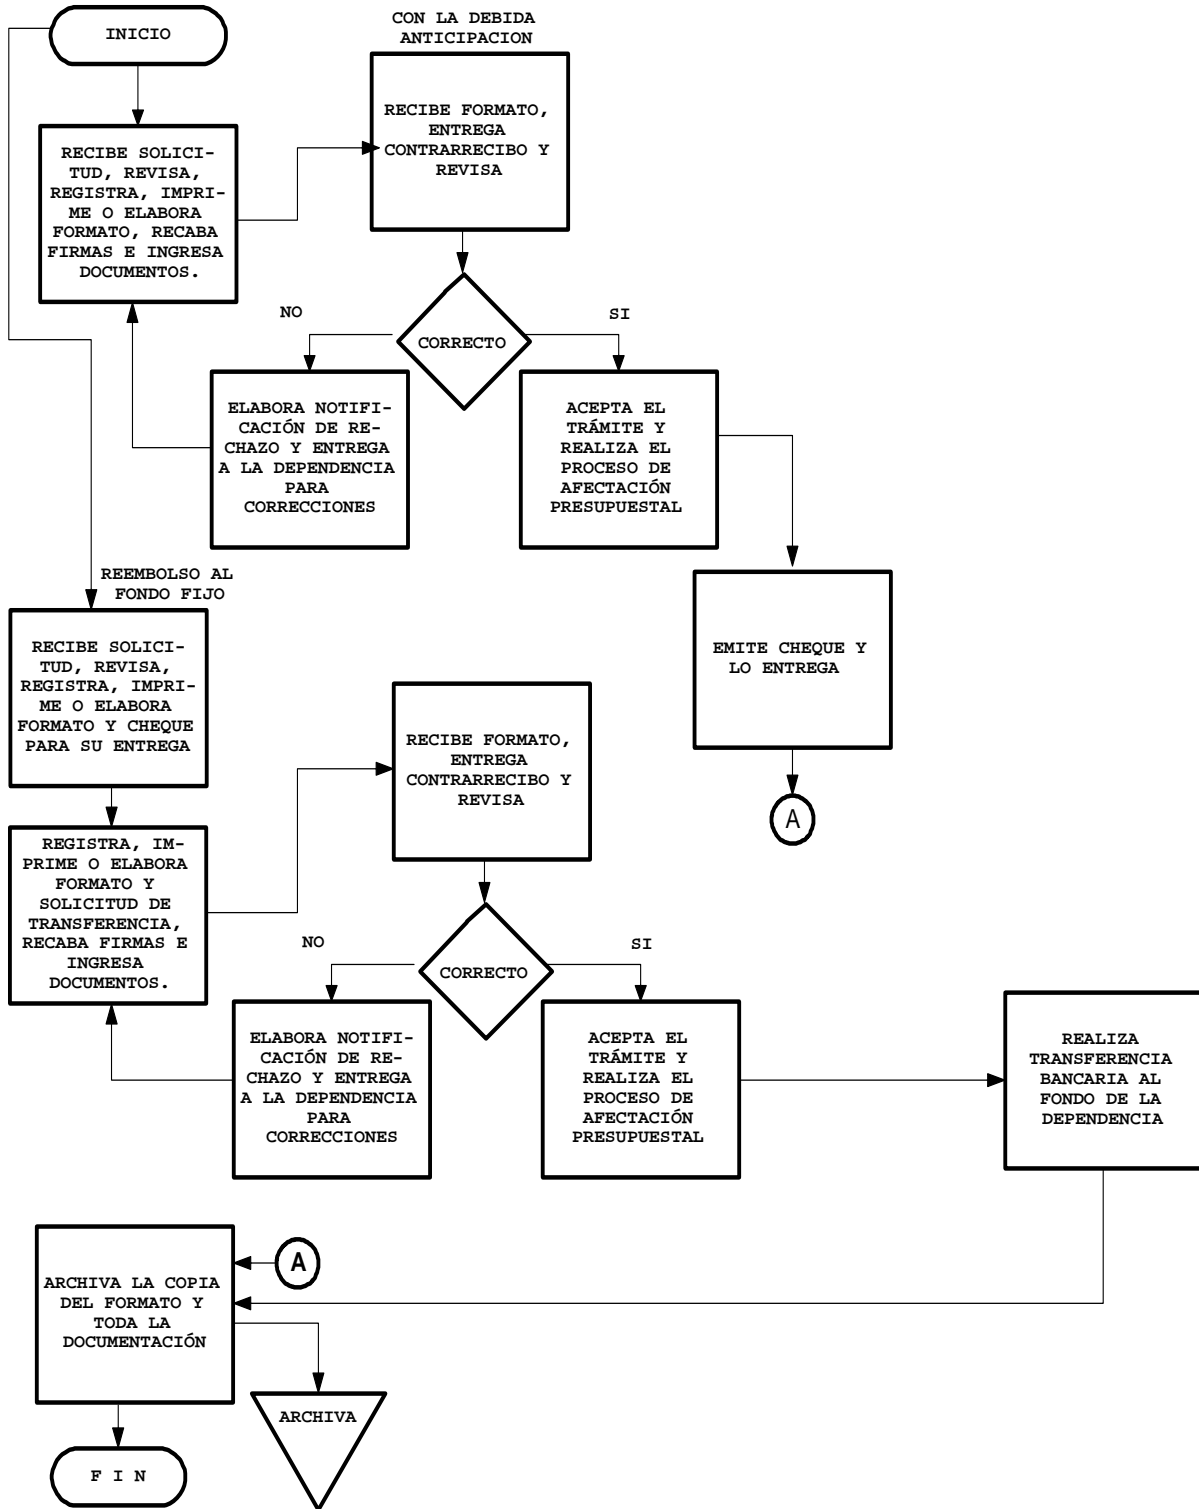 INICIO
CON LA DEBIDA
ANTICIPACION
RECIBE SOLICI-
TUD, REVISA,
REGISTRA, IMPRI-
ME O ELABORA
FORMATO, RECABA
FIRMAS E INGRESA
DOCUMENTOS.
RECIBE FORMATO,
ENTREGA
CONTRARRECIBO Y
REVISA
NO
CORRECTO
SI
ELABORA NOTIFI-
CACIÓN DE RE-
CHAZO Y ENTREGA
A LA DEPENDENCIA
PARA
CORRECCIONES
ACEPTA EL
TRÁMITE Y
REALIZA EL
PROCESO DE
AFECTACIÓN
PRESUPUESTAL
EMITE CHEQUE Y
LO ENTREGA
A
REEMBOLSO AL
FONDO FIJO
RECIBE SOLICI-
TUD, REVISA,
REGISTRA, IMPRI-
ME O ELABORA
FORMATO Y CHEQUE
PARA SU ENTREGA
REGISTRA, IM-
PRIME O ELABORA
FORMATO Y
SOLICITUD DE
TRANSFERENCIA,
RECABA FIRMAS E
INGRESA
DOCUMENTOS.
RECIBE FORMATO,
ENTREGA
CONTRARRECIBO Y
REVISA
NO
CORRECTO
SI
ELABORA NOTIFI-
CACIÓN DE RE-
CHAZO Y ENTREGA
A LA DEPENDENCIA
PARA
CORRECCIONES
ACEPTA EL
TRÁMITE Y
REALIZA EL
PROCESO DE
AFECTACIÓN
PRESUPUESTAL
REALIZA
TRANSFERENCIA
BANCARIA AL
FONDO DE LA
DEPENDENCIA
A
ARCHIVA LA COPIA
DEL FORMATO Y
TODA LA
DOCUMENTACIÓN
ARCHIVA
F I N